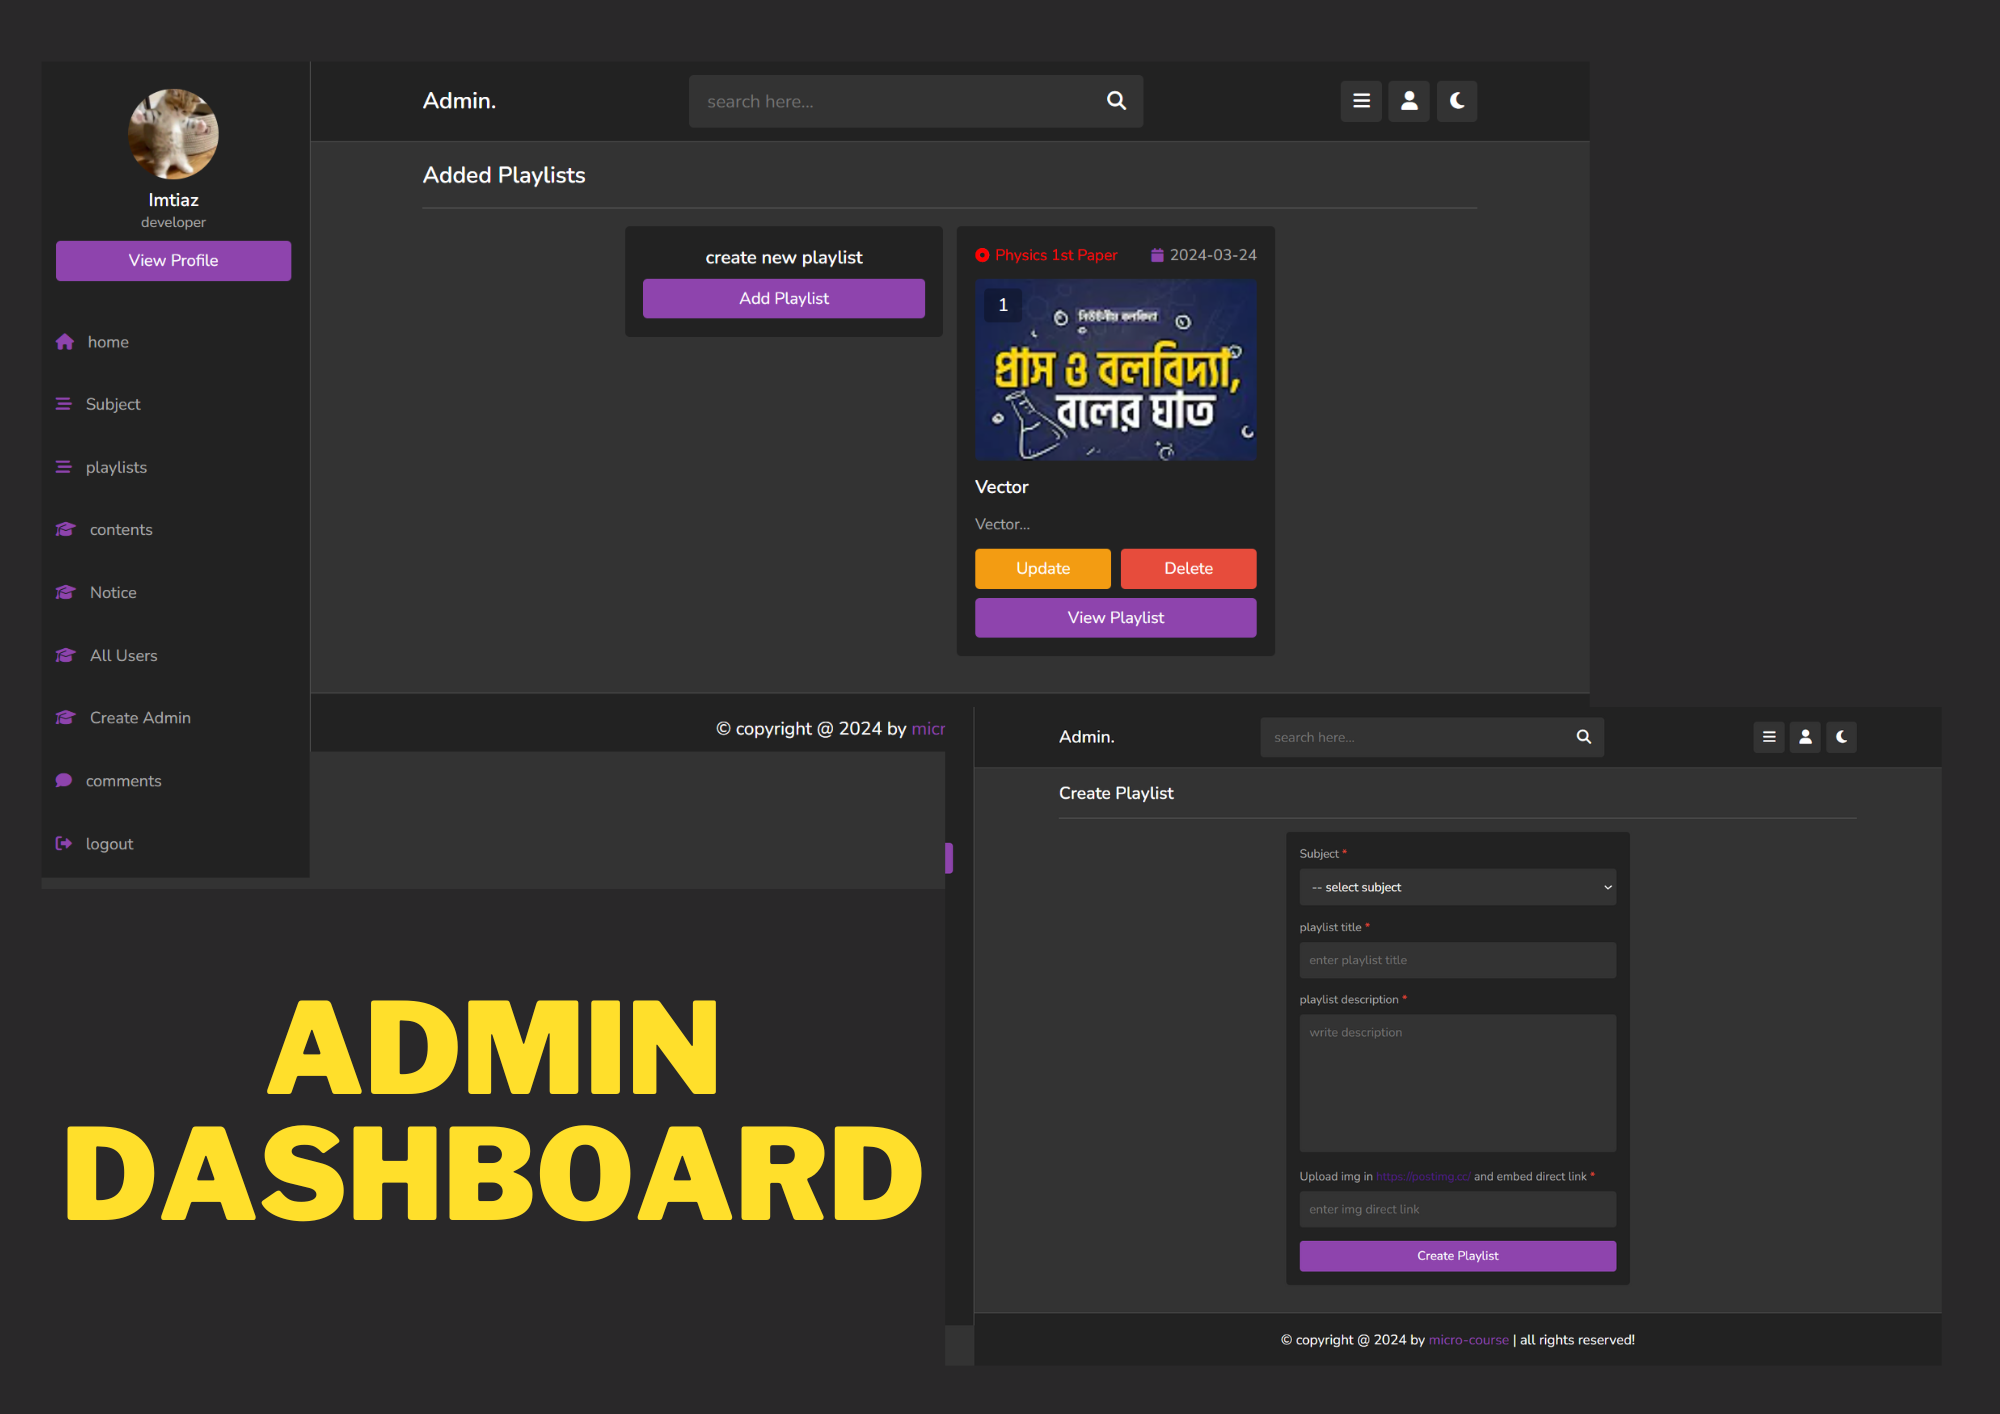 Imtiaz
developer
View Profile
home
Subject
playlists
contents
Notice
All Users
Create Admin
comments
logout
Admin.
search here...
Added Playlists
create new playlist
Add Playlist
Physics 1st Paper
2024-03-24
1
প্রাস ও বলবিদ্যা,
বলের ঘাত
Vector
Vector...
Update
Delete
View Playlist
© copyright @ 2024 by micr
ADMIN
DASHBOARD
Admin.
search here...
Create Playlist
Subject *
-- select subject
playlist title *
enter playlist title
playlist description *
write description
Upload img in https://postimg.cc/ and embed direct link *
enter img direct link
Create Playlist
© copyright @ 2024 by micro-course | all rights reserved!